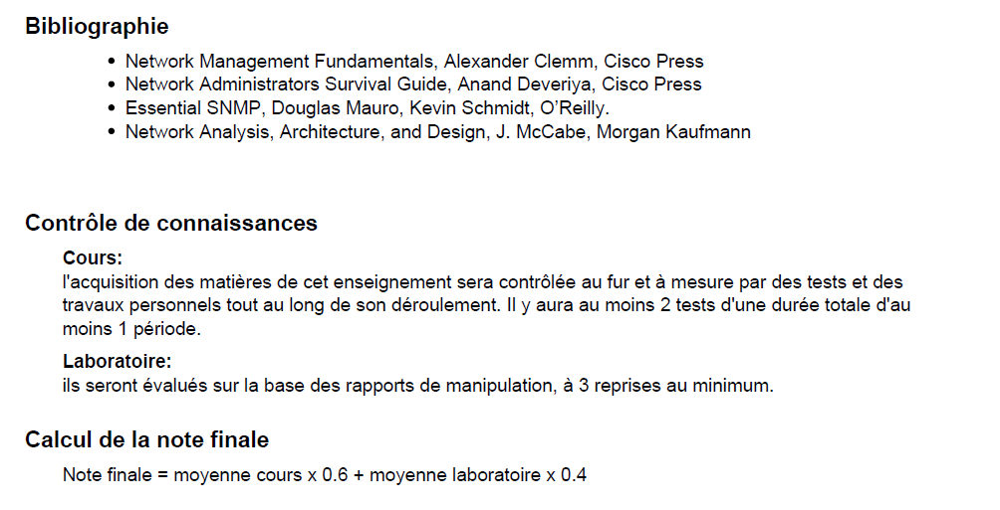 Bibliographie
• Network Management Fundamentals, Alexander Clemm, Cisco Press
• Network Administrators Survival Guide, Anand Deveriya, Cisco Press
• Essential SNMP, Douglas Mauro, Kevin Schmidt, O’Reilly.
• Network Analysis, Architecture, and Design, J. McCabe, Morgan Kaufmann
Contrôle de connaissances
Cours:
l'acquisition des matières de cet enseignement sera contrôlée au fur et à mesure par des tests et des
travaux personnels tout au long de son déroulement. Il y aura au moins 2 tests d'une durée totale d'au
moins 1 période.
Laboratoire:
ils seront évalués sur la base des rapports de manipulation, à 3 reprises au minimum.
Calcul de la note finale
Note finale = moyenne cours x 0.6 + moyenne laboratoire x 0.4